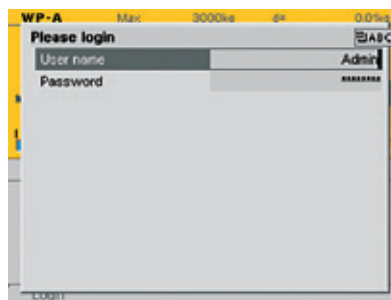 WP-A Max 3000kg d= 0.01kg
Please login ABC
User name Admin
Password ********
Login